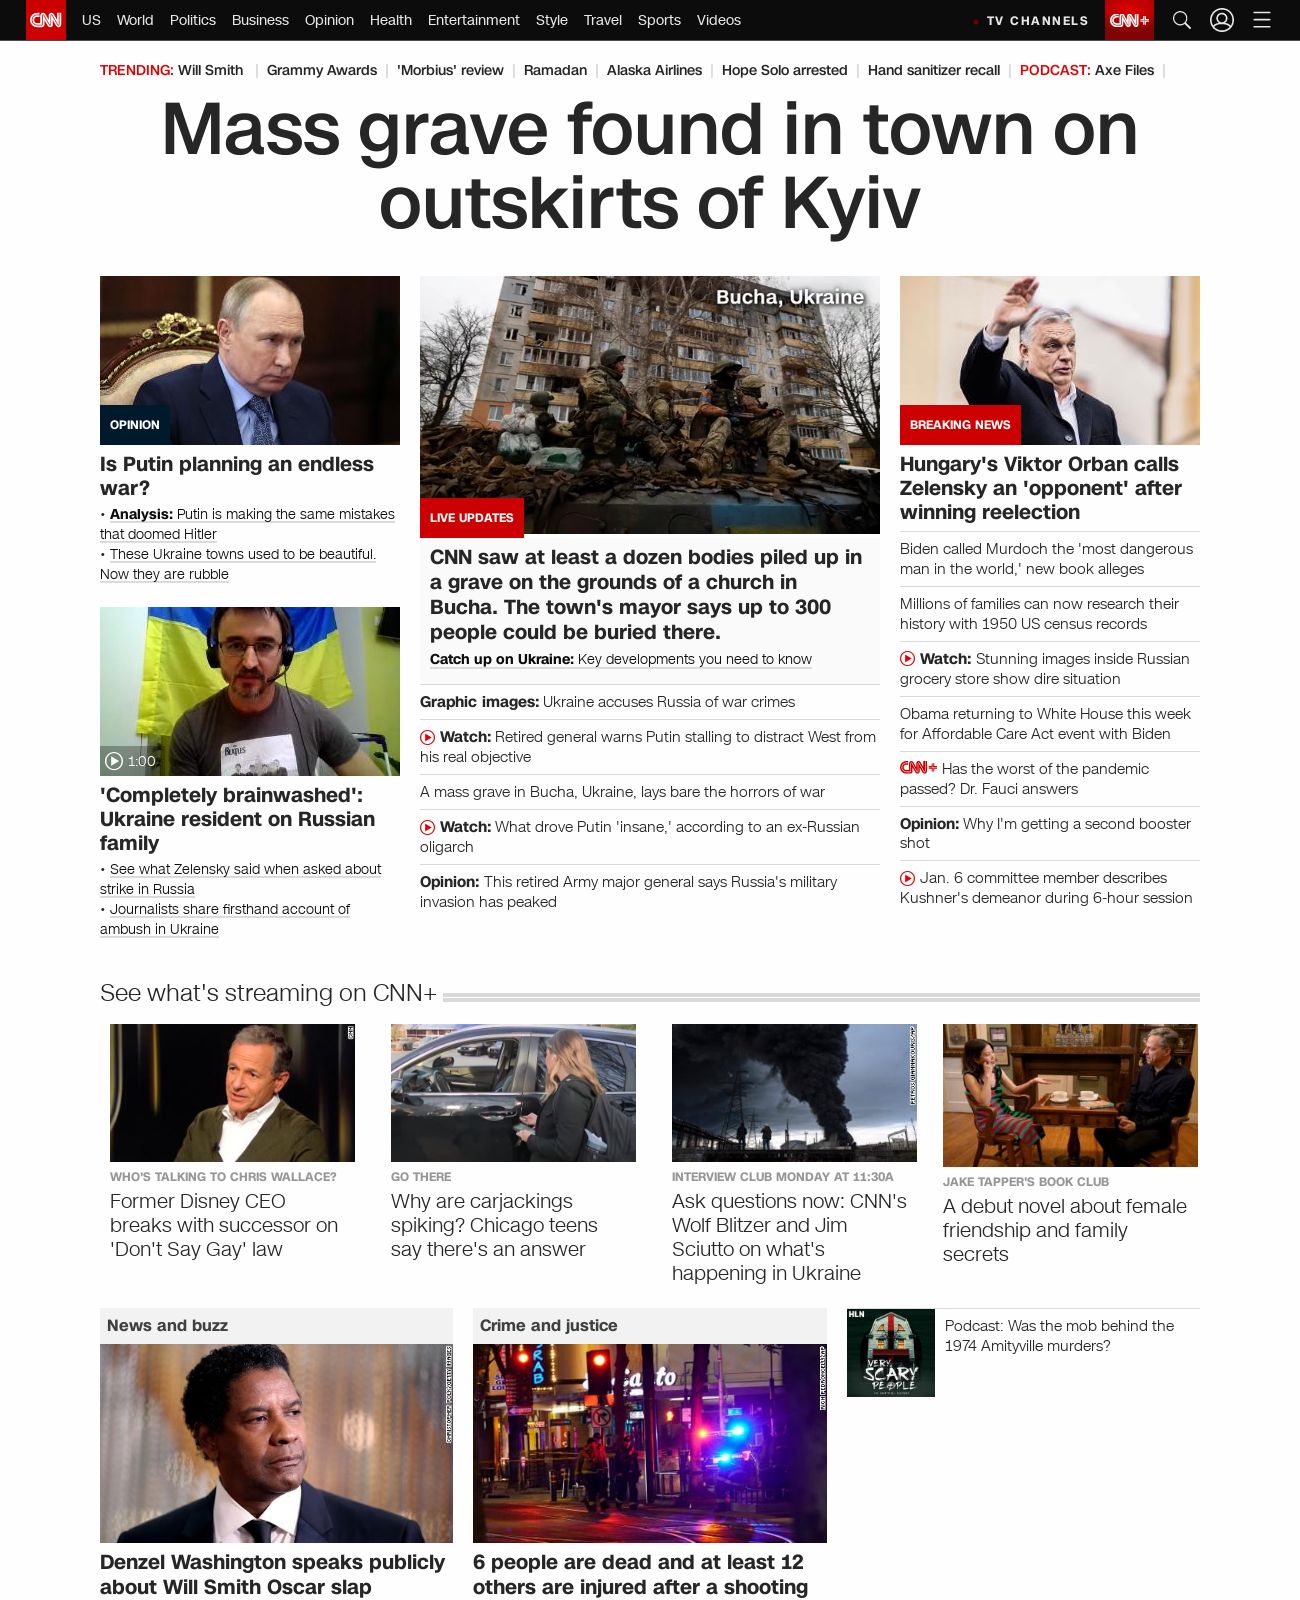 CNN US World Politics Business Opinion Health Entertainment Style Travel Sports Videos TV CHANNELS CNN+
TRENDING: Will Smith Grammy Awards 'Morbius' review Ramadan Alaska Airlines Hope Solo arrested Hand sanitizer recall PODCAST: Axe Files
Mass grave found in town on
outskirts of Kyiv
OPINION
Is Putin planning an endless
war?
• Analysis: Putin is making the same mistakes
that doomed Hitler
• These Ukraine towns used to be beautiful.
Now they are rubble
THE
BEATLES
1:00
'Completely brainwashed':
Ukraine resident on Russian
family
• See what Zelensky said when asked about
strike in Russia
• Journalists share firsthand account of
ambush in Ukraine
Bucha, Ukraine
LIVE UPDATES
CNN saw at least a dozen bodies piled up in
a grave on the grounds of a church in
Bucha. The town's mayor says up to 300
people could be buried there.
Catch up on Ukraine: Key developments you need to know
Graphic images: Ukraine accuses Russia of war crimes
Watch: Retired general warns Putin stalling to distract West from
his real objective
A mass grave in Bucha, Ukraine, lays bare the horrors of war
Watch: What drove Putin 'insane,' according to an ex-Russian
oligarch
Opinion: This retired Army major general says Russia's military
invasion has peaked
BREAKING NEWS
Hungary's Viktor Orban calls
Zelensky an 'opponent' after
winning reelection
Biden called Murdoch the 'most dangerous
man in the world,' new book alleges
Millions of families can now research their
history with 1950 US census records
Watch: Stunning images inside Russian
grocery store show dire situation
Obama returning to White House this week
for Affordable Care Act event with Biden
CNN+ Has the worst of the pandemic
passed? Dr. Fauci answers
Opinion: Why I'm getting a second booster
shot
Jan. 6 committee member describes
Kushner's demeanor during 6-hour session
See what's streaming on CNN+
CNN
WHO'S TALKING TO CHRIS WALLACE?
Former Disney CEO
breaks with successor on
'Don't Say Gay' law
GO THERE
Why are carjackings
spiking? Chicago teens
say there's an answer
INTERVIEW CLUB MONDAY AT 11:30A
Ask questions now: CNN's
Wolf Blitzer and Jim
Sciutto on what's
happening in Ukraine
JAKE TAPPER'S BOOK CLUB
A debut novel about female
friendship and family
secrets
News and buzz
Denzel Washington speaks publicly
about Will Smith Oscar slap
Crime and justice
6 people are dead and at least 12
others are injured after a shooting
HLN
VERY
SCARY
PEOPLE
Podcast: Was the mob behind the
1974 Amityville murders?